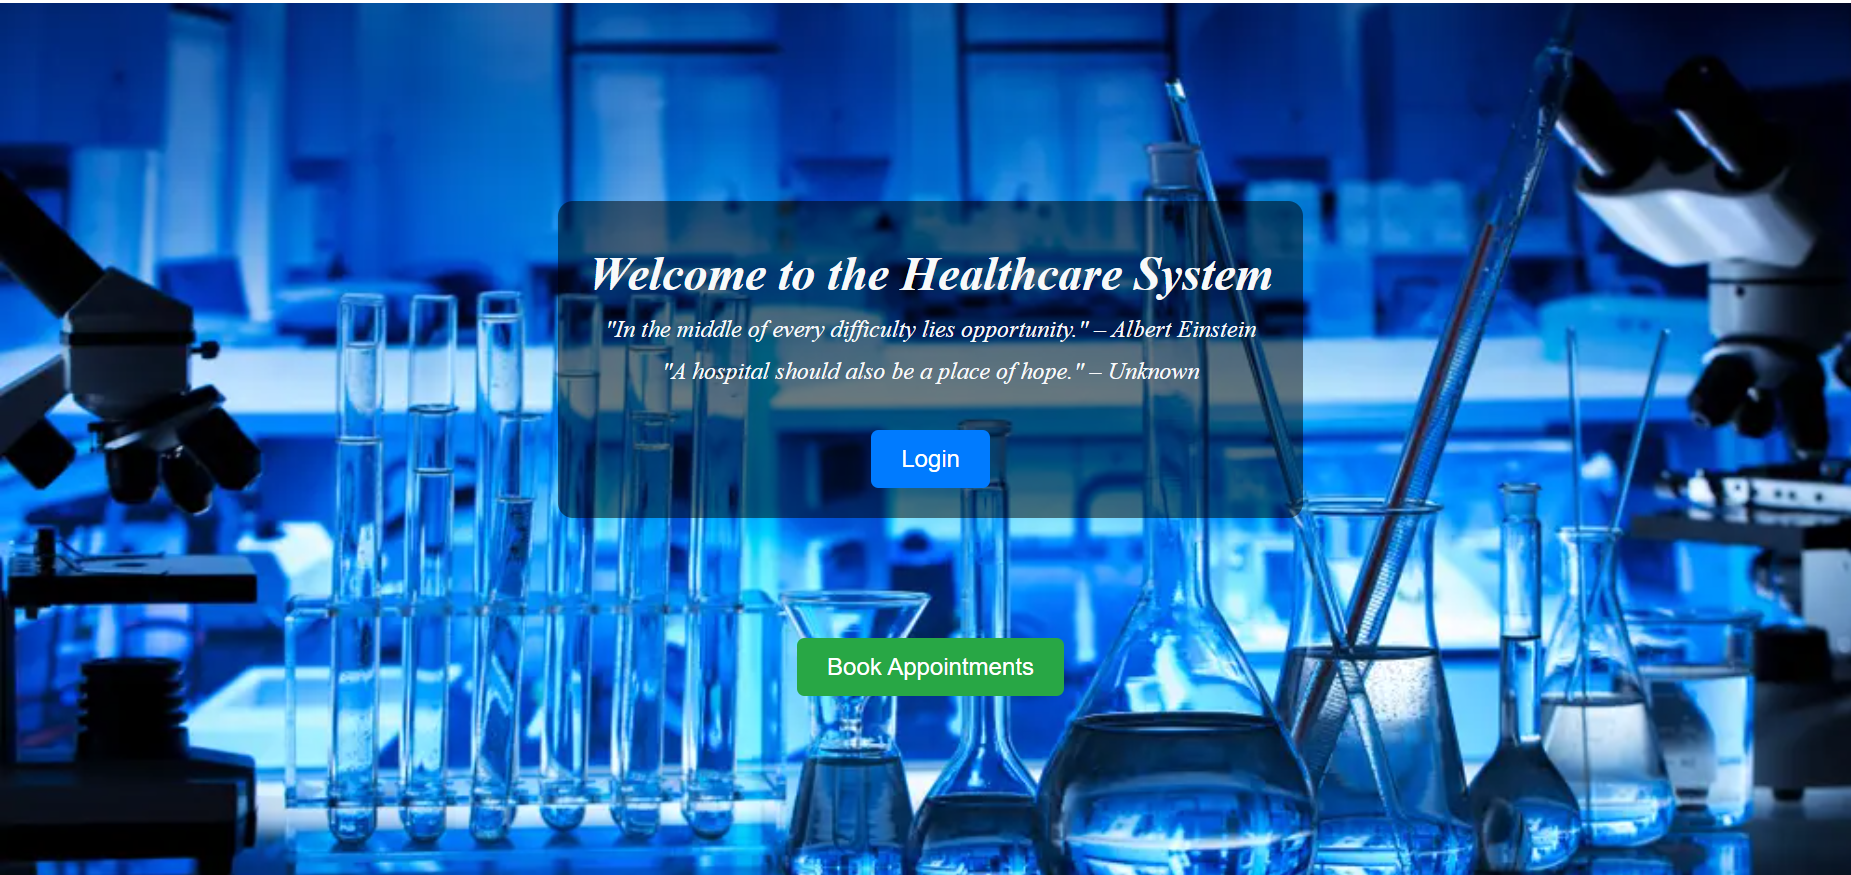 Welcome to the Healthcare System
"In the middle of every difficulty lies opportunity." – Albert Einstein
"A hospital should also be a place of hope." – Unknown
Login
Book Appointments